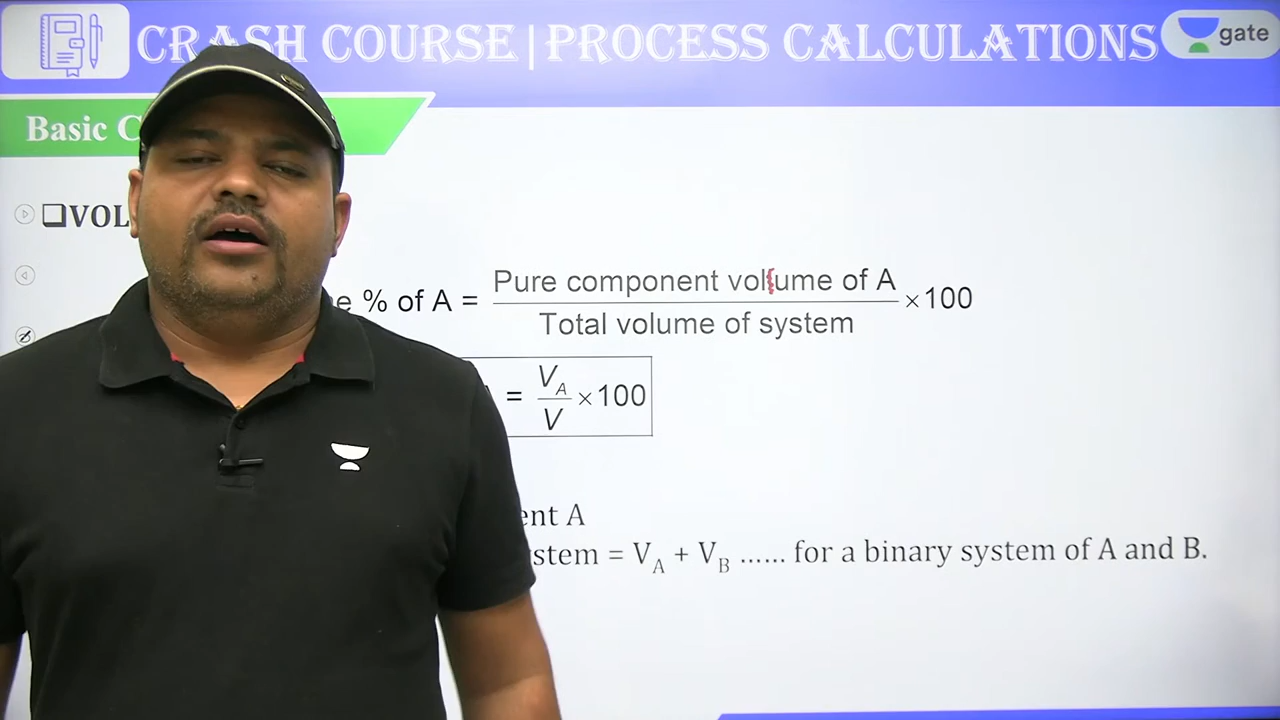 CRASH COURSE | PROCESS CALCULATIONS
gate
Basic C
❑VOL
e % of A = Pure component volume of A / Total volume of system ×100
= V_A / V ×100
ent A
stem = V_A + V_B ...... for a binary system of A and B.